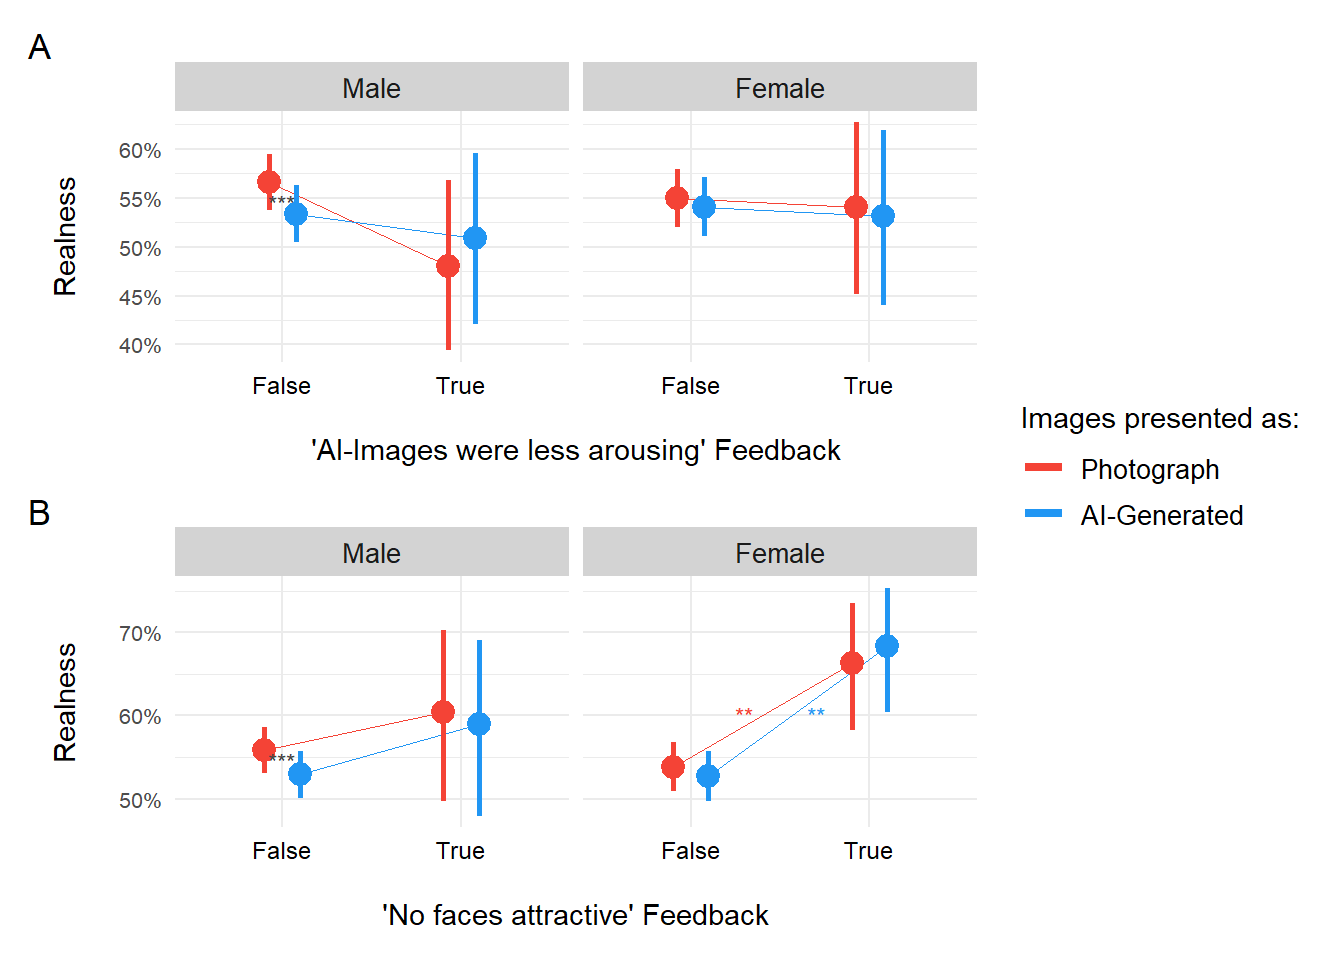 A
Male
Female
60%
55%
50%
45%
40%
Realness
***
False
True
False
True
'AI-Images were less arousing' Feedback
Images presented as:
Photograph
AI-Generated
B
Male
Female
70%
60%
50%
Realness
***
**
**
False
True
False
True
'No faces attractive' Feedback